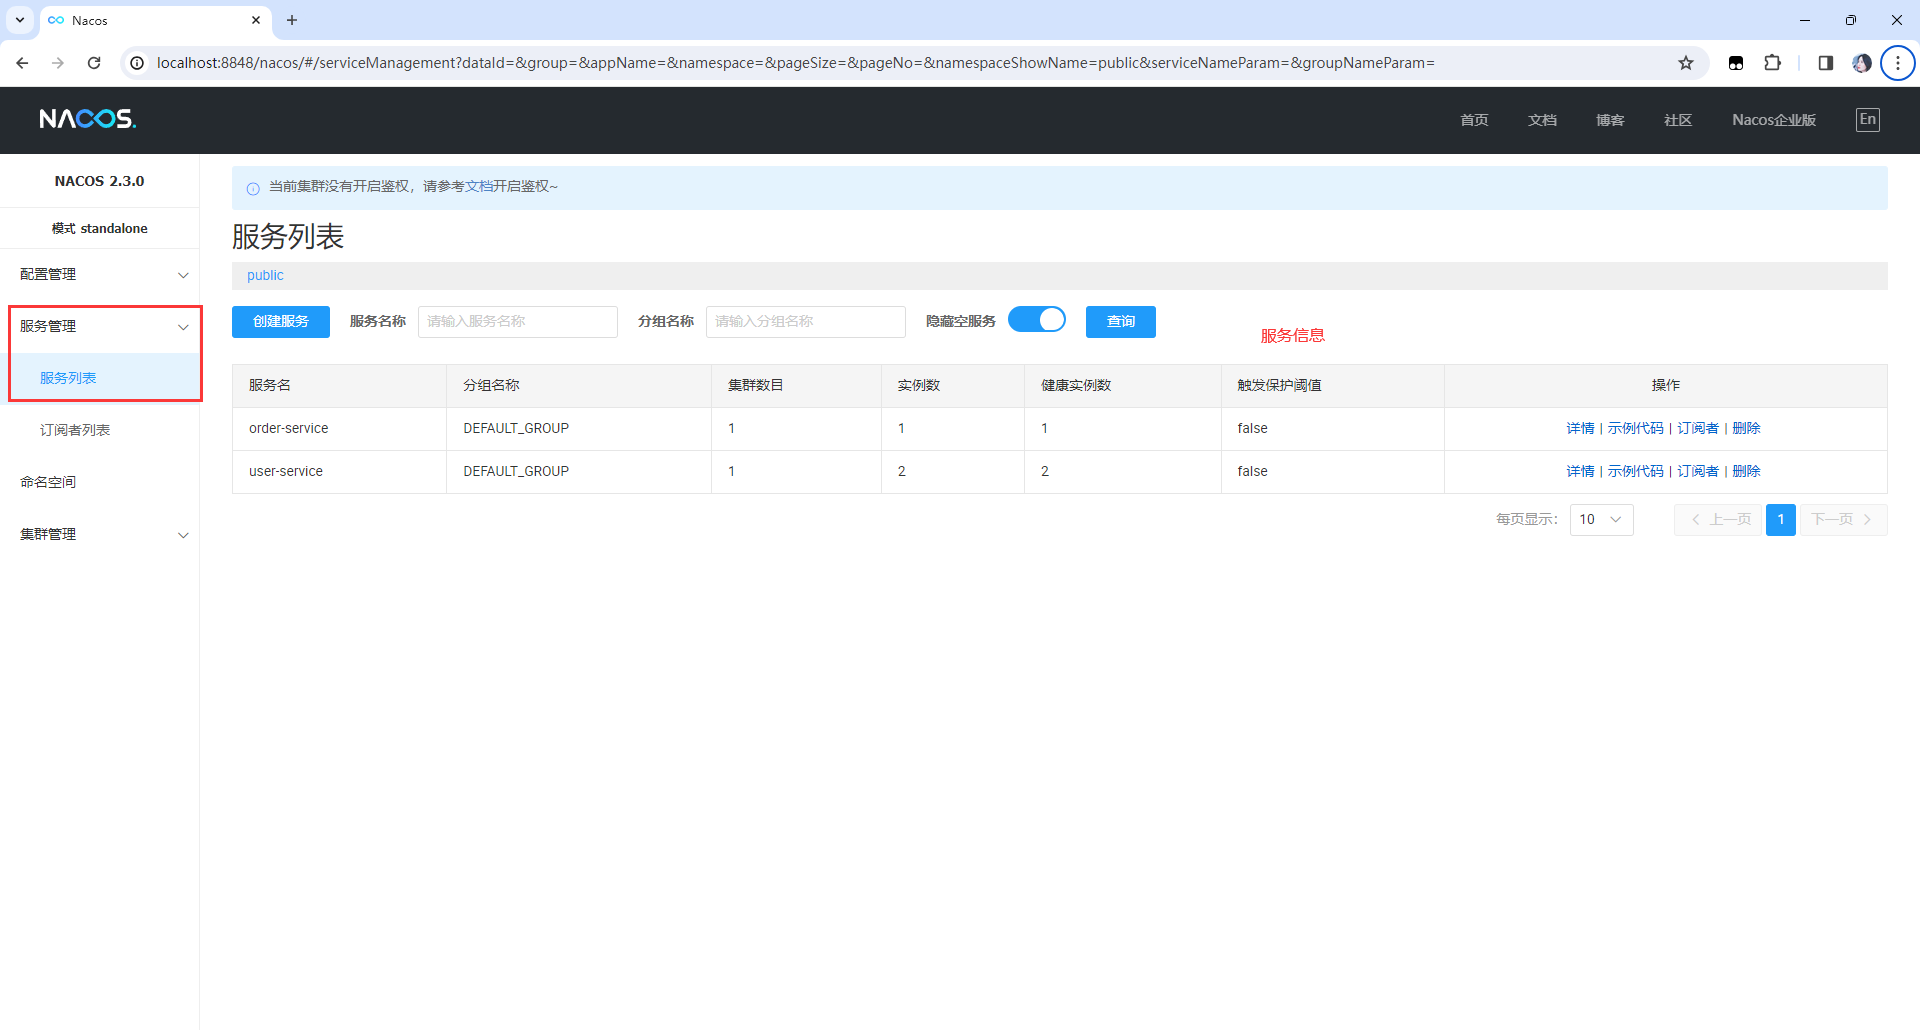 Nacos
localhost:8848/nacos/#/serviceManagement?dataId=&group=&appName=&namespace=&pageSize=&pageNo=&namespaceShowName=public&serviceNameParam=&groupNameParam=
NACOS.
首页 文档 博客 社区 Nacos企业版 En
NACOS 2.3.0
模式 standalone
配置管理
服务管理
服务列表
订阅者列表
命名空间
集群管理
当前集群没有开启鉴权，请参考文档开启鉴权~
服务列表
public
创建服务 服务名称 请输入服务名称 分组名称 请输入分组名称 隐藏空服务 查询
服务信息
服务名 分组名称 集群数目 实例数 健康实例数 触发保护阈值 操作
order-service DEFAULT_GROUP 1 1 1 false 详情 | 示例代码 | 订阅者 | 删除
user-service DEFAULT_GROUP 1 2 2 false 详情 | 示例代码 | 订阅者 | 删除
每页显示： 10 上一页 1 下一页